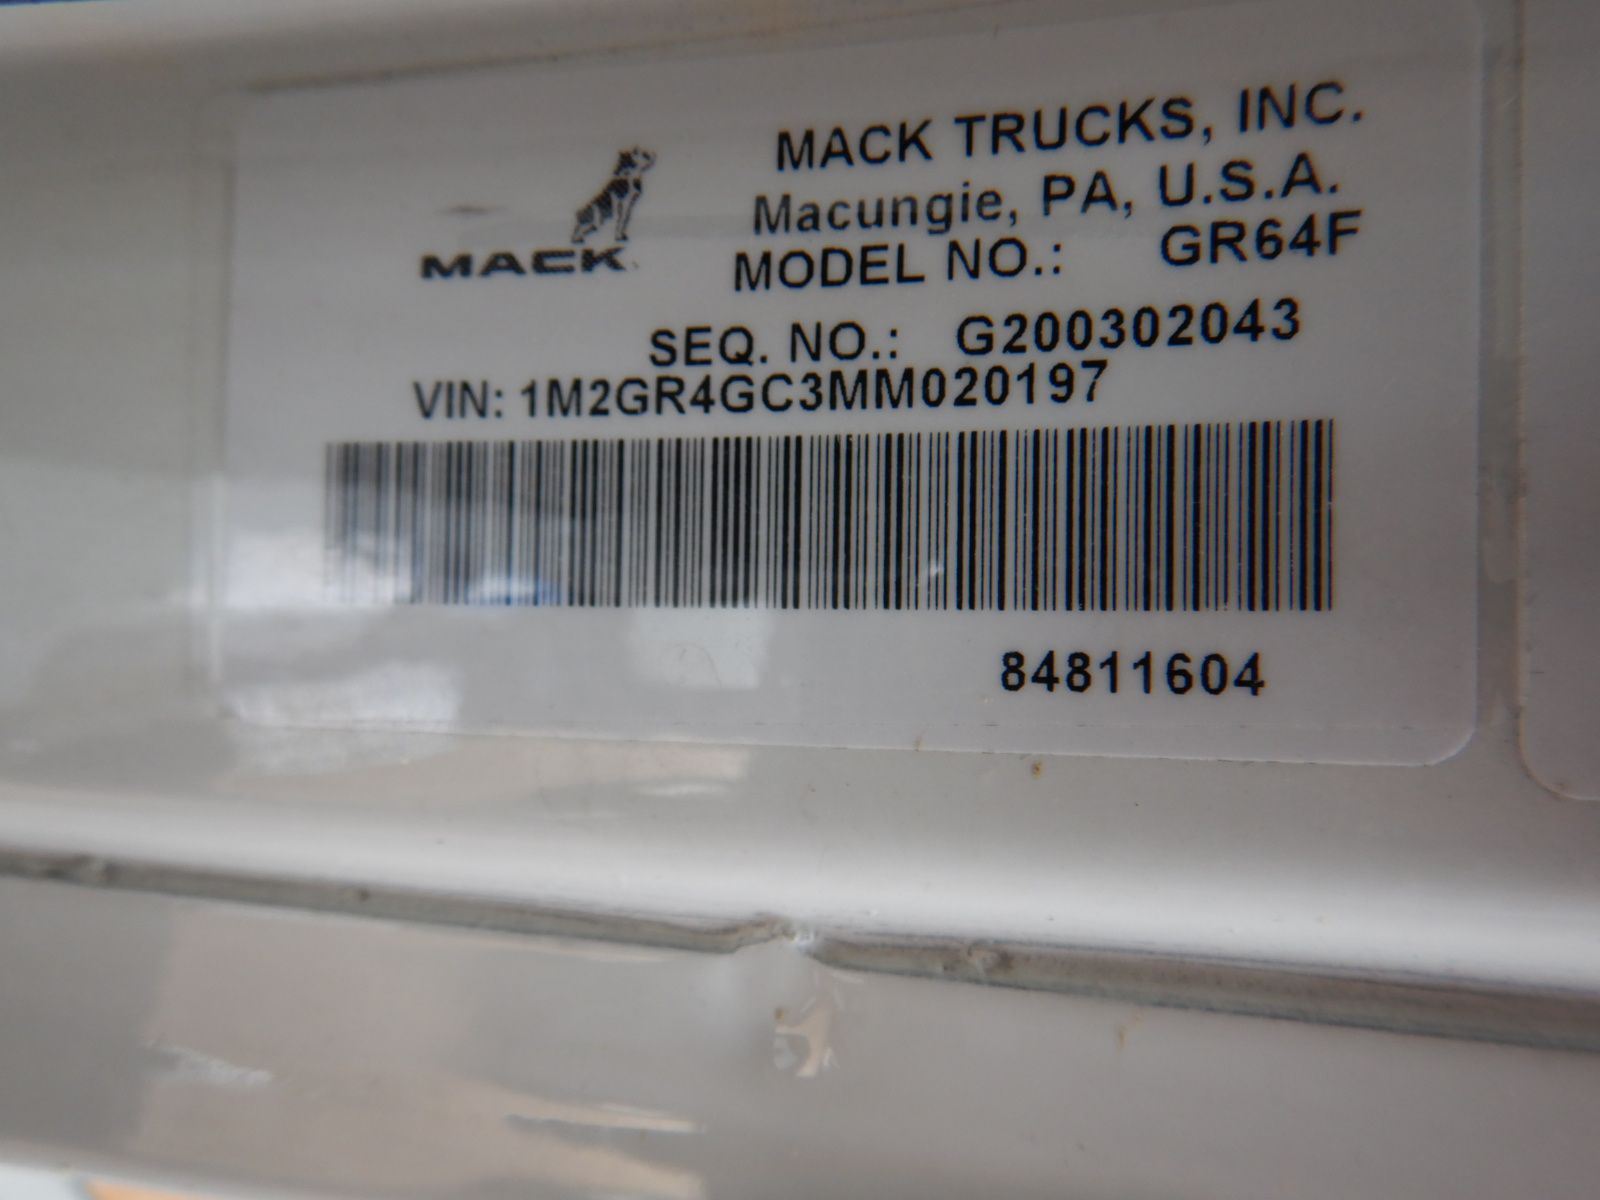 MACK TRUCKS, INC.
Macungie, PA, U.S.A.
MACK
MODEL NO.: GR64F
SEQ. NO.: G200302043
VIN: 1M2GR4GC3MM020197
84811604